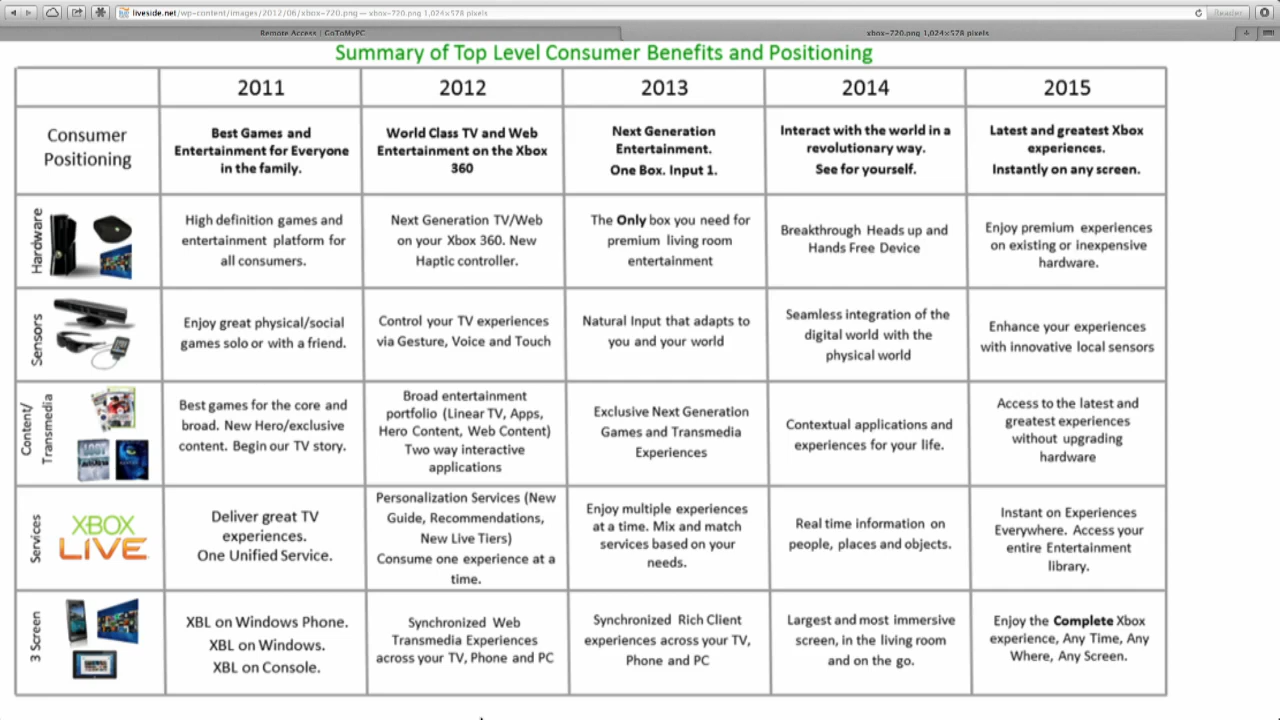 liveside.net/wp-content/images/2012/06/xbox-720.png — xbox-720.png 1,024×578 pixels
Reader
Remote Access | GoToMyPC
xbox-720.png 1,024×578 pixels
Summary of Top Level Consumer Benefits and Positioning
2011
2012
2013
2014
2015
Consumer
Positioning
Best Games and
Entertainment for Everyone
in the family.
World Class TV and Web
Entertainment on the Xbox
360
Next Generation
Entertainment.
One Box. Input 1.
Interact with the world in a
revolutionary way.
See for yourself.
Latest and greatest Xbox
experiences.
Instantly on any screen.
Hardware
High definition games and
entertainment platform for
all consumers.
Next Generation TV/Web
on your Xbox 360. New
Haptic controller.
The Only box you need for
premium living room
entertainment
Breakthrough Heads up and
Hands Free Device
Enjoy premium experiences
on existing or inexpensive
hardware.
Sensors
Enjoy great physical/social
games solo or with a friend.
Control your TV experiences
via Gesture, Voice and Touch
Natural Input that adapts to
you and your world
Seamless integration of the
digital world with the
physical world
Enhance your experiences
with innovative local sensors
Content/
Transmedia
Best games for the core and
broad. New Hero/exclusive
content. Begin our TV story.
Broad entertainment
portfolio (Linear TV, Apps,
Hero Content, Web Content)
Two way interactive
applications
Exclusive Next Generation
Games and Transmedia
Experiences
Contextual applications and
experiences for your life.
Access to the latest and
greatest experiences
without upgrading
hardware
Services
XBOX
LIVE
Deliver great TV
experiences.
One Unified Service.
Personalization Services (New
Guide, Recommendations,
New Live Tiers)
Consume one experience at a
time.
Enjoy multiple experiences
at a time. Mix and match
services based on your
needs.
Real time information on
people, places and objects.
Instant on Experiences
Everywhere. Access your
entire Entertainment
library.
3 Screen
XBL on Windows Phone.
XBL on Windows.
XBL on Console.
Synchronized Web
Transmedia Experiences
across your TV, Phone and PC
Synchronized Rich Client
experiences across your TV,
Phone and PC
Largest and most immersive
screen, in the living room
and on the go.
Enjoy the Complete Xbox
experience, Any Time, Any
Where, Any Screen.